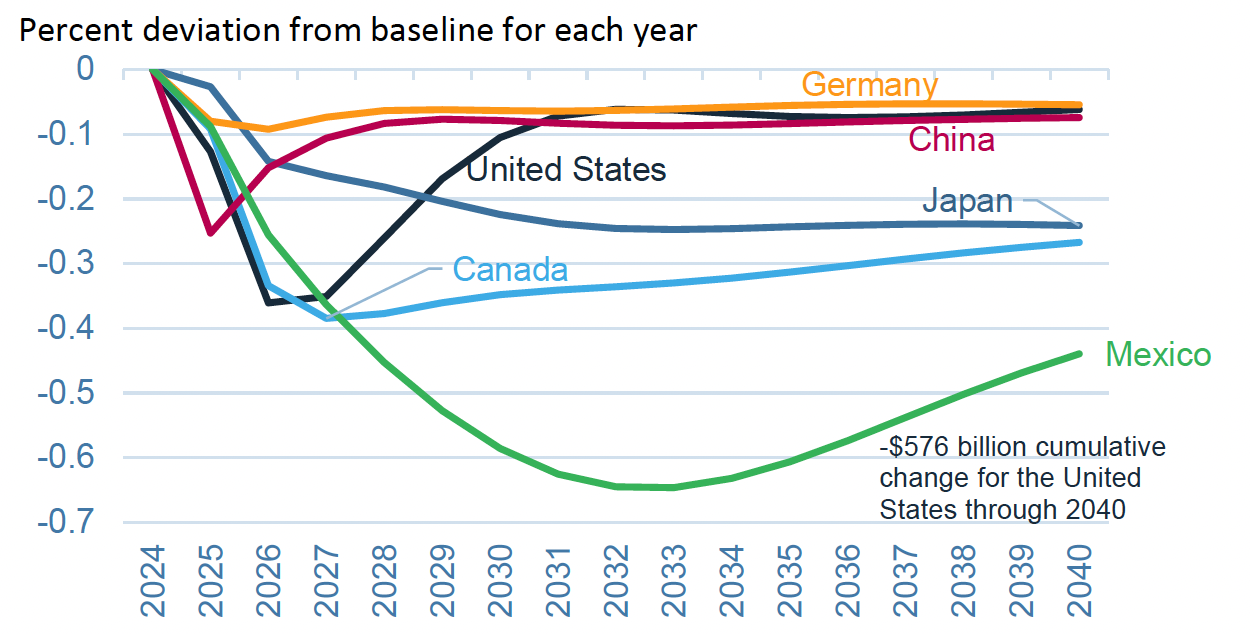 Percent deviation from baseline for each year
0
-0.1
-0.2
-0.3
-0.4
-0.5
-0.6
-0.7
Germany
China
United States
Japan
Canada
Mexico
-$576 billion cumulative
change for the United
States through 2040
2024
2025
2026
2027
2028
2029
2030
2031
2032
2033
2034
2035
2036
2037
2038
2039
2040